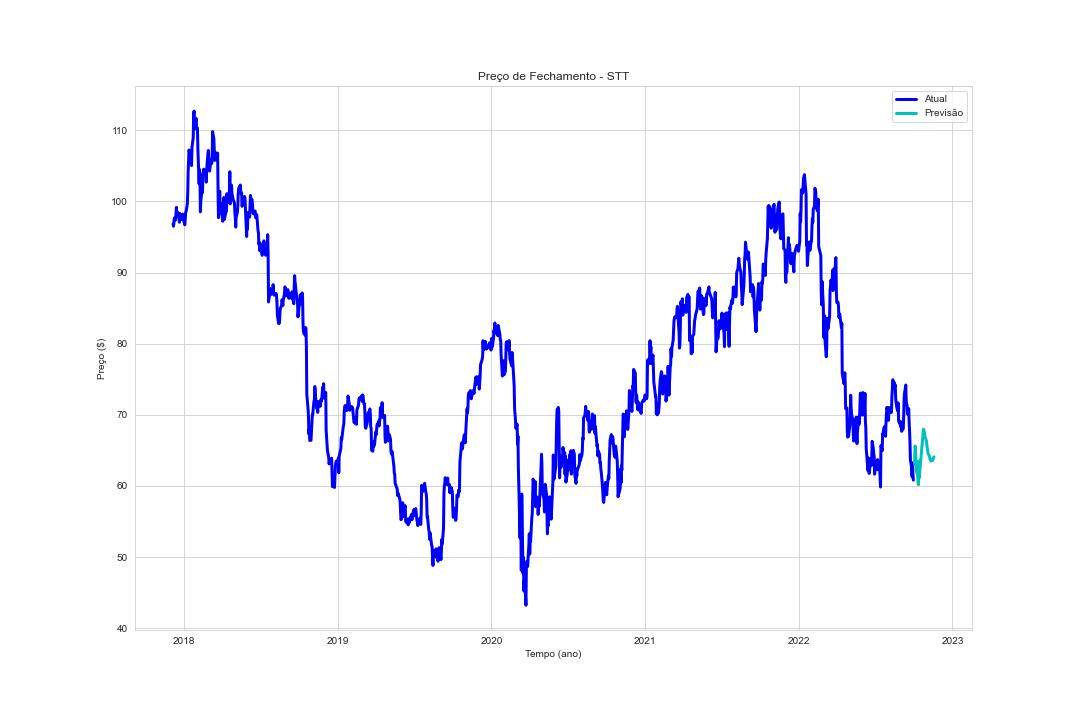 Preço de Fechamento - STT
Atual
Previsão
110
100
90
80
70
60
50
40
Preço ($)
2018 2019 2020 2021 2022 2023
Tempo (ano)